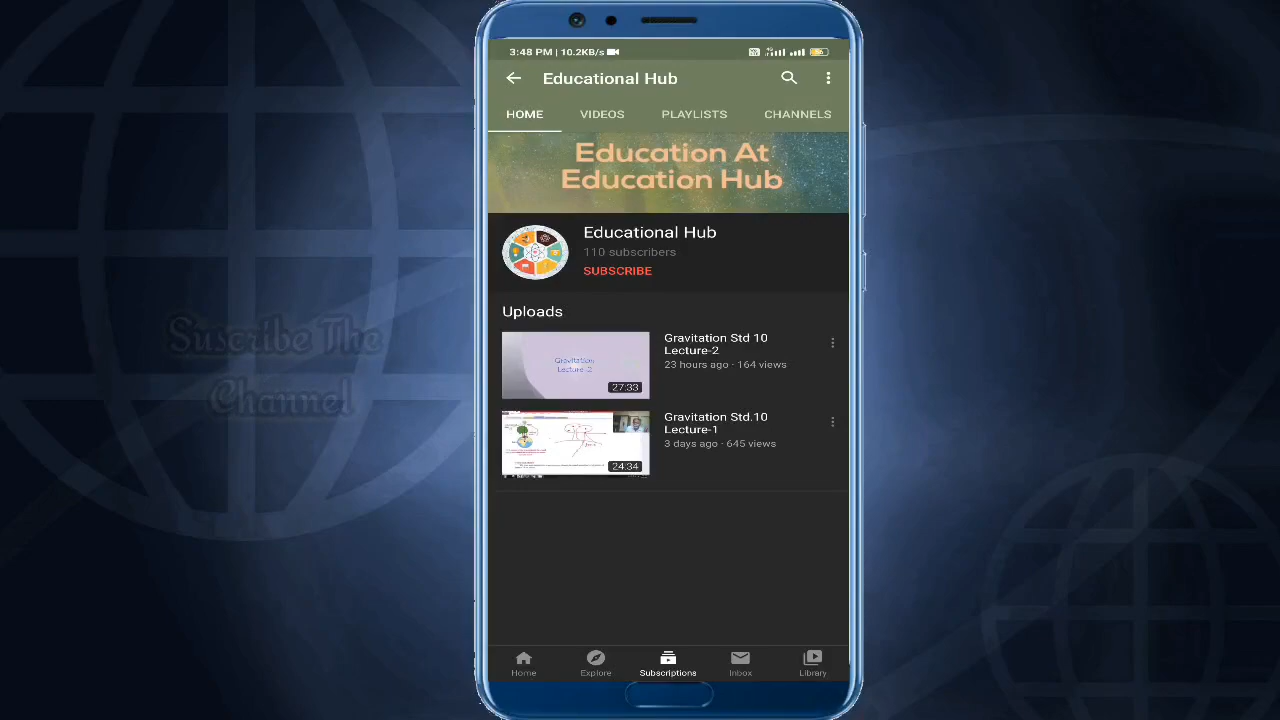 3:48 PM | 10.2KB/s
Educational Hub
HOME VIDEOS PLAYLISTS CHANNELS
Education At
Education Hub
Educational Hub
110 subscribers
SUBSCRIBE
Uploads
Gravitation
Lecture-2
27:33
Gravitation Std 10
Lecture-2
23 hours ago · 164 views
24:34
Gravitation Std.10
Lecture-1
3 days ago · 645 views
Suscribe The
Channel
Home Explore Subscriptions Inbox Library